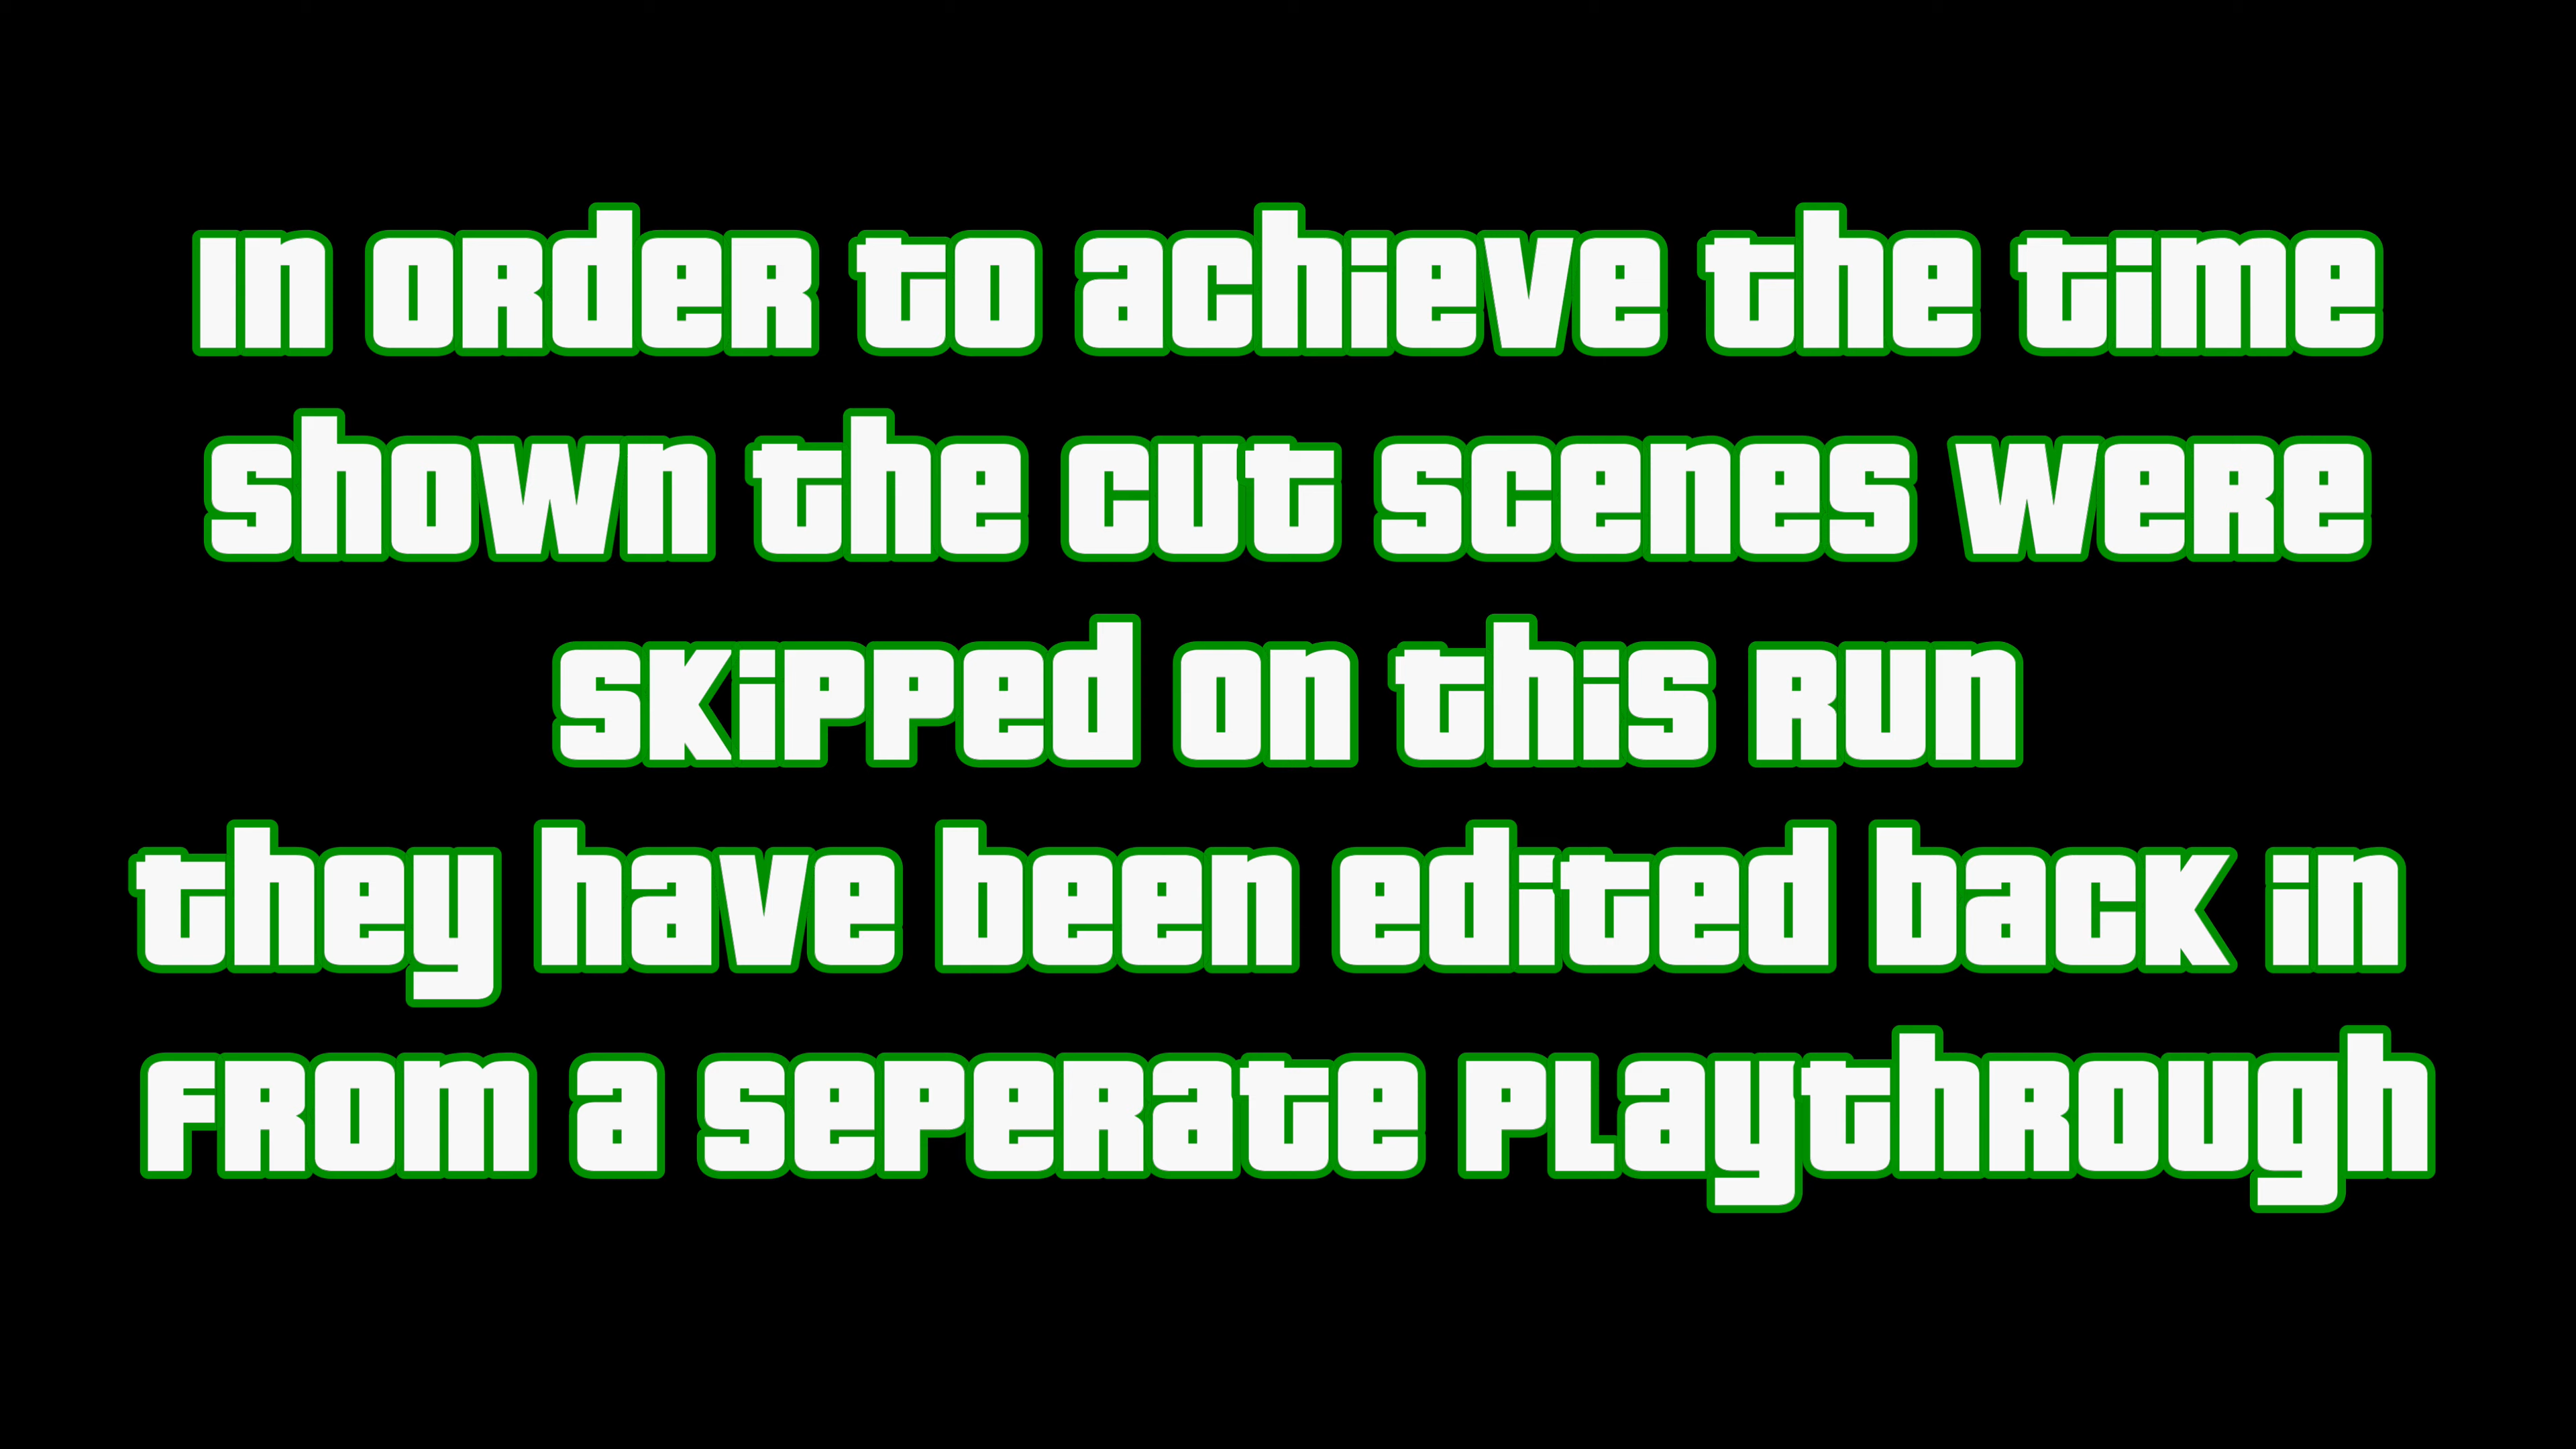 In order to achieve the time
shown the cut scenes were
skipped on this run
they have been edited back in
from a seperate playthrough